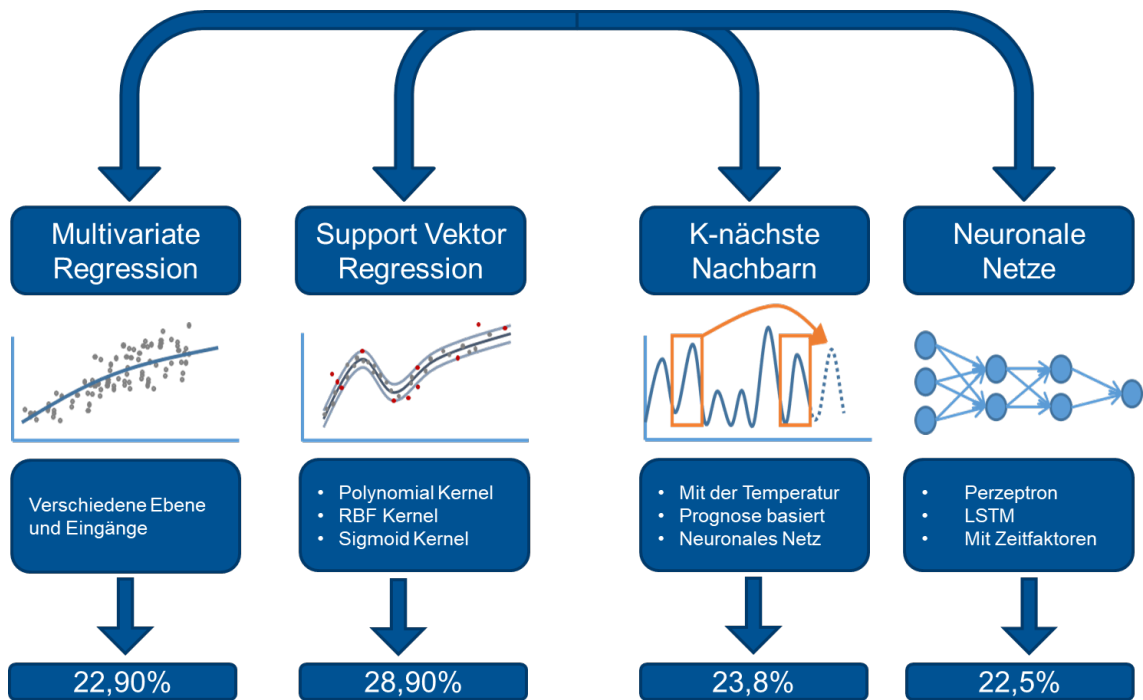 Multivariate
Regression
Support Vektor
Regression
K-nächste
Nachbarn
Neuronale
Netze
Verschiedene Ebene
und Eingänge
• Polynomial Kernel
• RBF Kernel
• Sigmoid Kernel
• Mit der Temperatur
• Prognose basiert
• Neuronales Netz
• Perzeptron
• LSTM
• Mit Zeitfaktoren
22,90%
28,90%
23,8%
22,5%